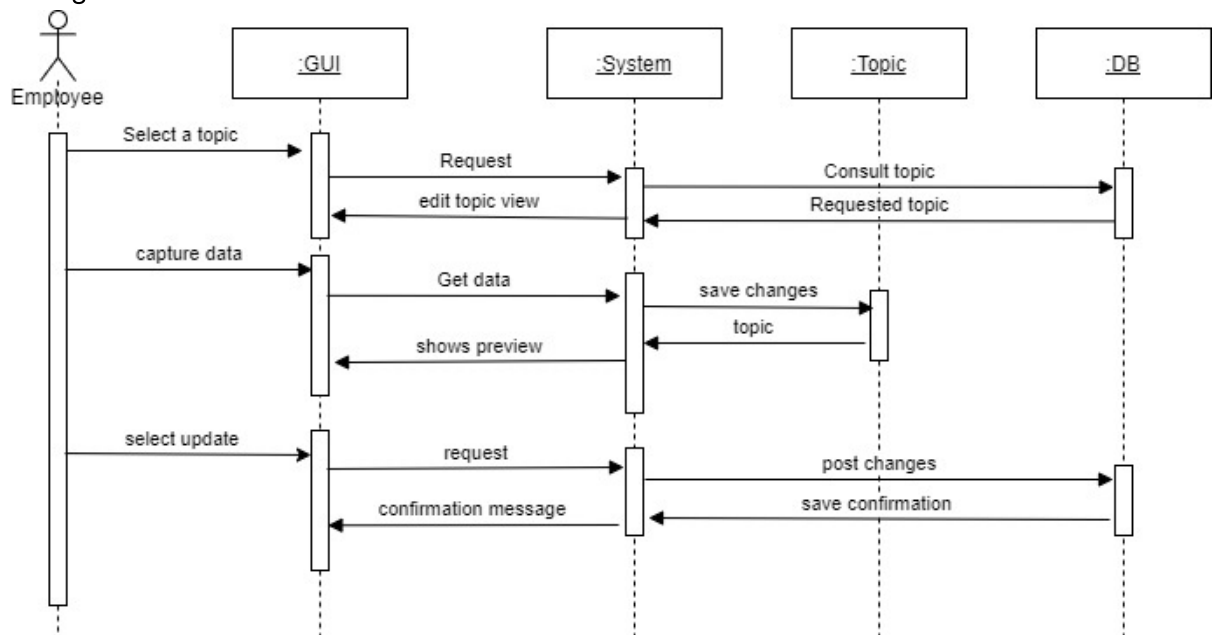 :GUI
:System
:Topic
:DB
Employee
Select a topic
Request
Consult topic
edit topic view
Requested topic
capture data
Get data
save changes
topic
shows preview
select update
request
post changes
confirmation message
save confirmation